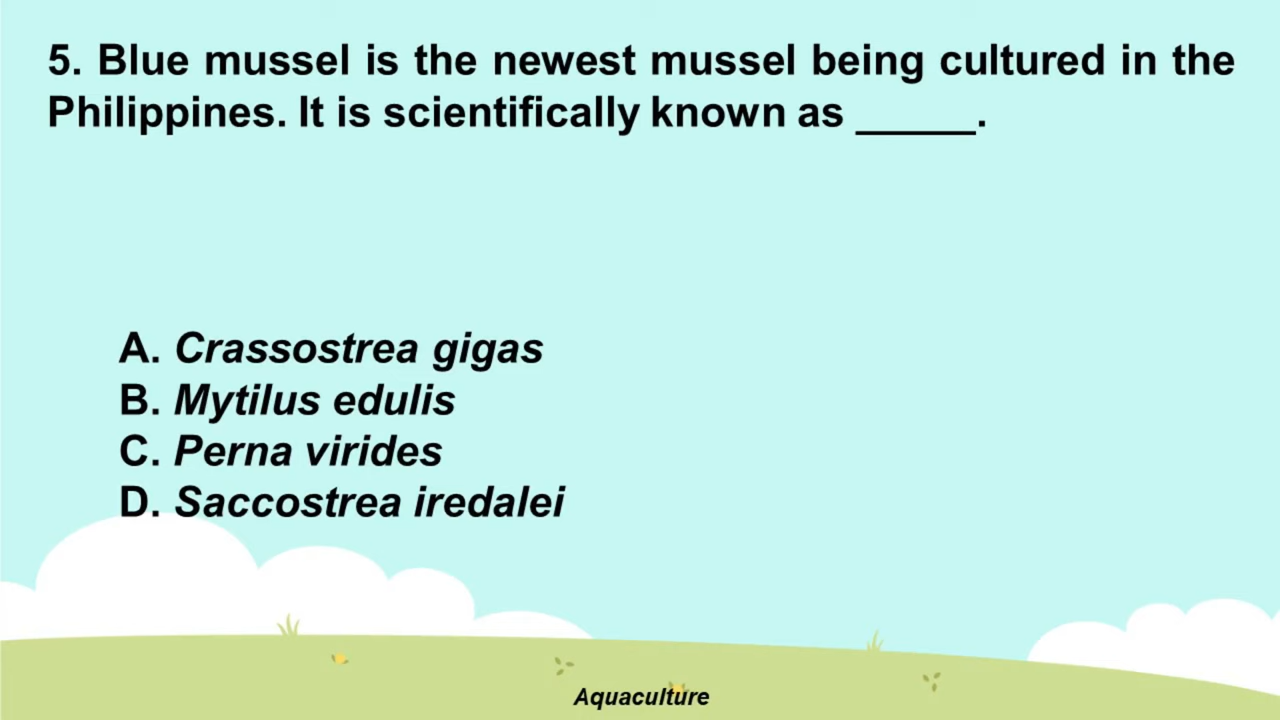 5. Blue mussel is the newest mussel being cultured in the
Philippines. It is scientifically known as _____.
A. Crassostrea gigas
B. Mytilus edulis
C. Perna virides
D. Saccostrea iredalei
Aquaculture